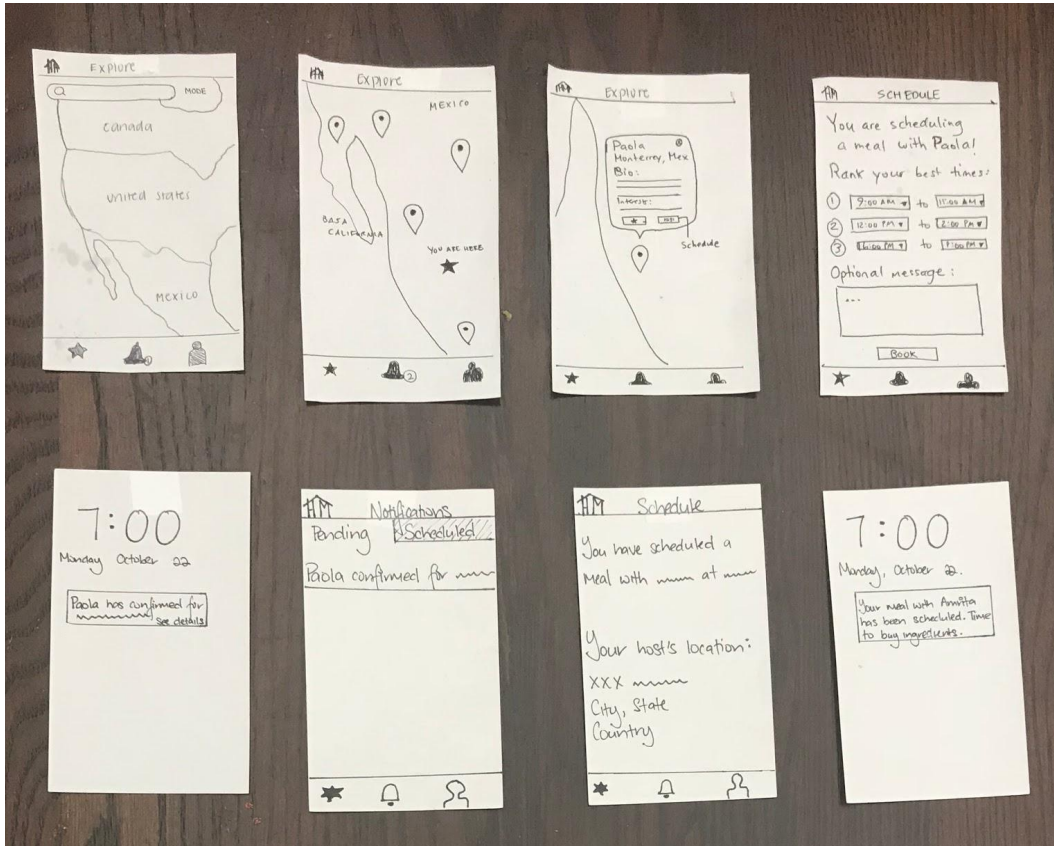 HM Explore
MODE
Canada
United States
MEXICO
1
HM Explore
MEXICO
BAJA
CALIFORNIA
YOU ARE HERE
2
HM Explore
Paola
Monterrey, Mex
Bio:
Interest:
Schedule
HM SCHEDULE
You are scheduling
a meal with Paola!
Rank your best times:
1 9:00 AM to 11:00 AM
2 12:00 PM to 2:00 PM
3 6:00 PM to
Optional message:
...
BOOK
7:00
Monday October 22
Paola has confirmed for
see details
HM Notifications
Pending Scheduled
Paola confirmed for
HM Schedule
You have scheduled a
meal with at
Your host's location:
XXX
City, State
Country
7:00
Monday, October 22.
Your meal with Amrita
has been scheduled. Time
to buy ingredients.